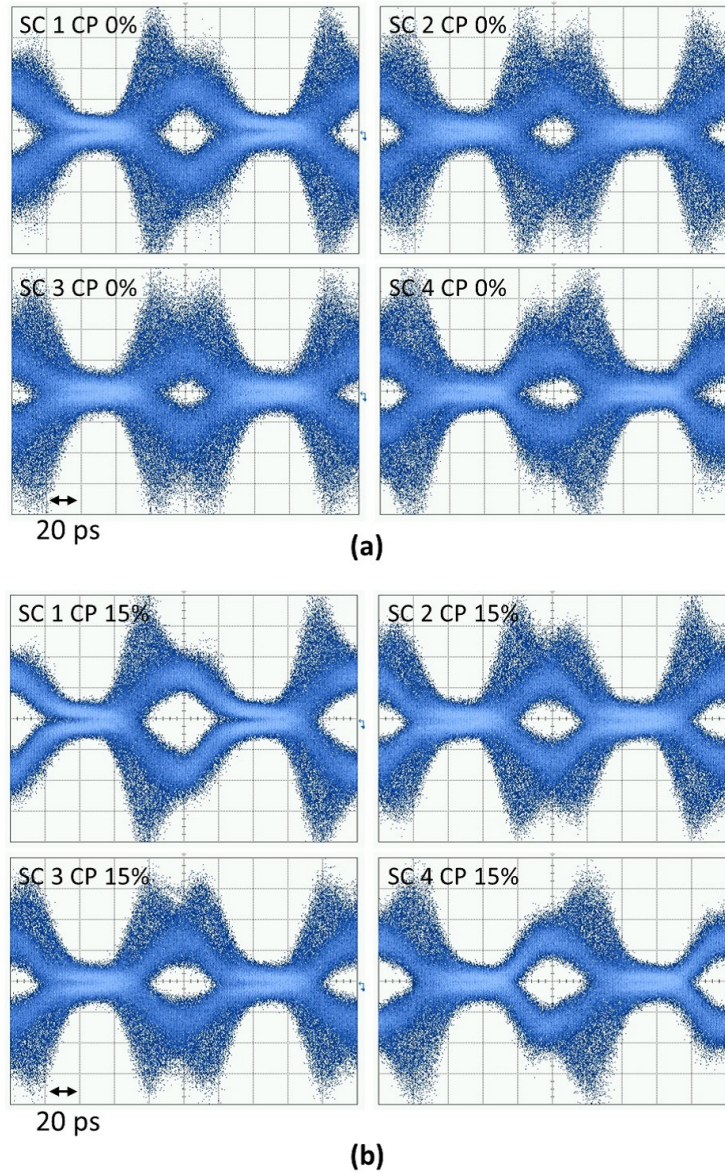 SC 1 CP 0%
SC 2 CP 0%
SC 3 CP 0%
SC 4 CP 0%
20 ps
(a)
SC 1 CP 15%
SC 2 CP 15%
SC 3 CP 15%
SC 4 CP 15%
20 ps
(b)